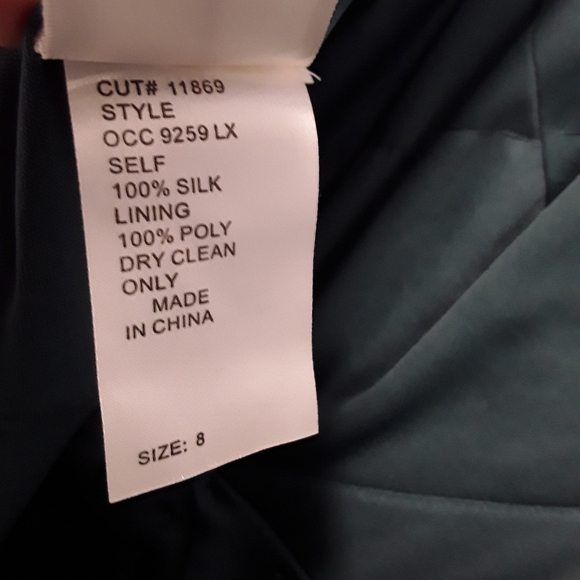 CUT# 11869
STYLE
OCC 9259 LX
SELF
100% SILK
LINING
100% POLY
DRY CLEAN
ONLY
MADE
IN CHINA
SIZE: 8